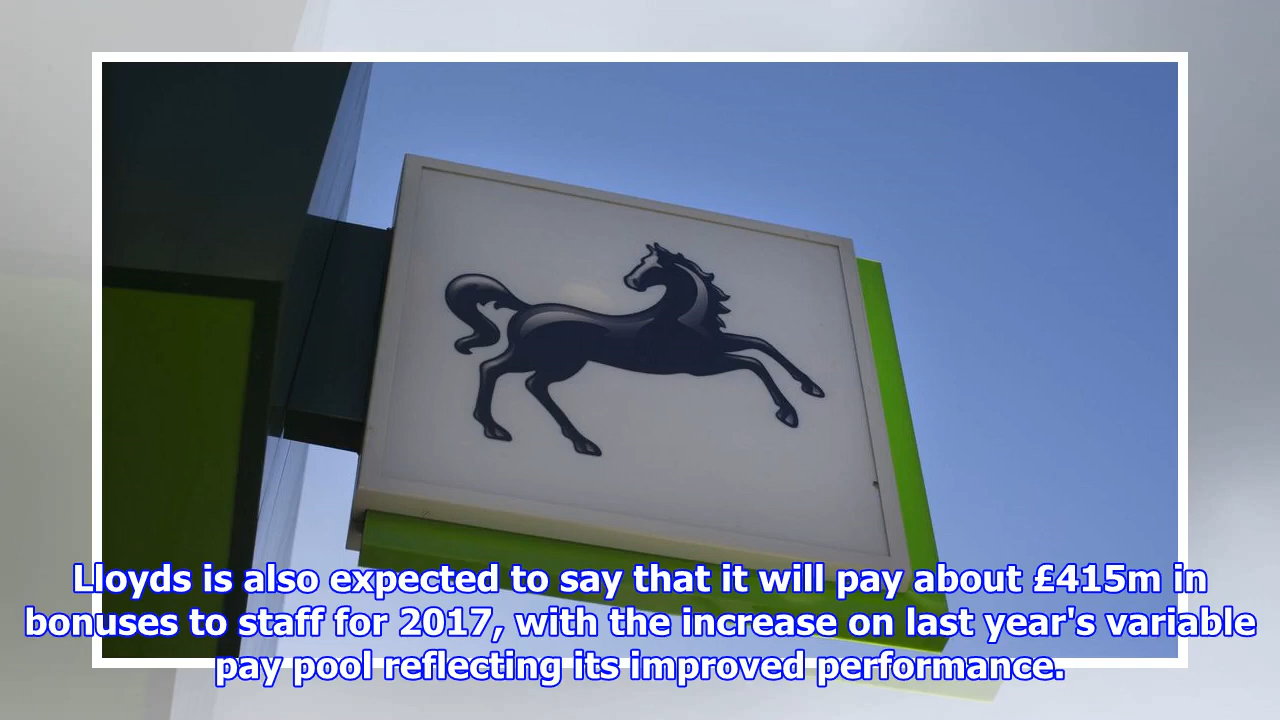 Lloyds is also expected to say that it will pay about £415m in
bonuses to staff for 2017, with the increase on last year's variable
pay pool reflecting its improved performance.